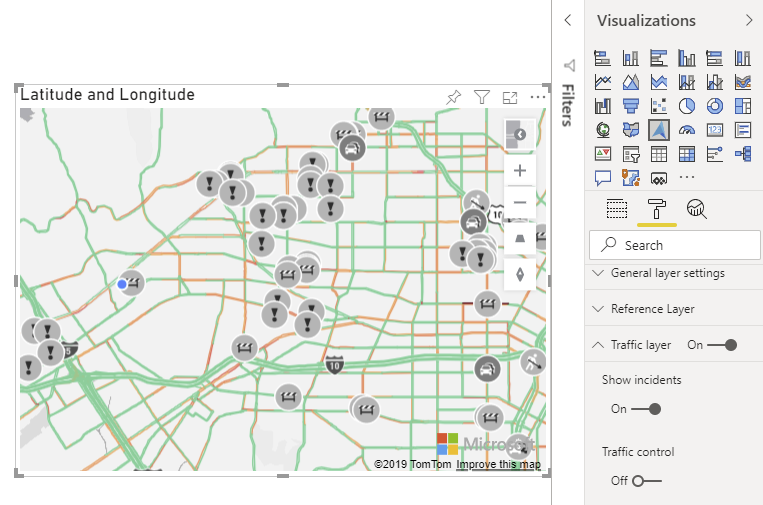 Visualizations
Filters
Latitude and Longitude
Search
General layer settings
Reference Layer
Traffic layer On
Show incidents
On
Traffic control
Off
10
10
Microsoft
©2019 TomTom Improve this map
123